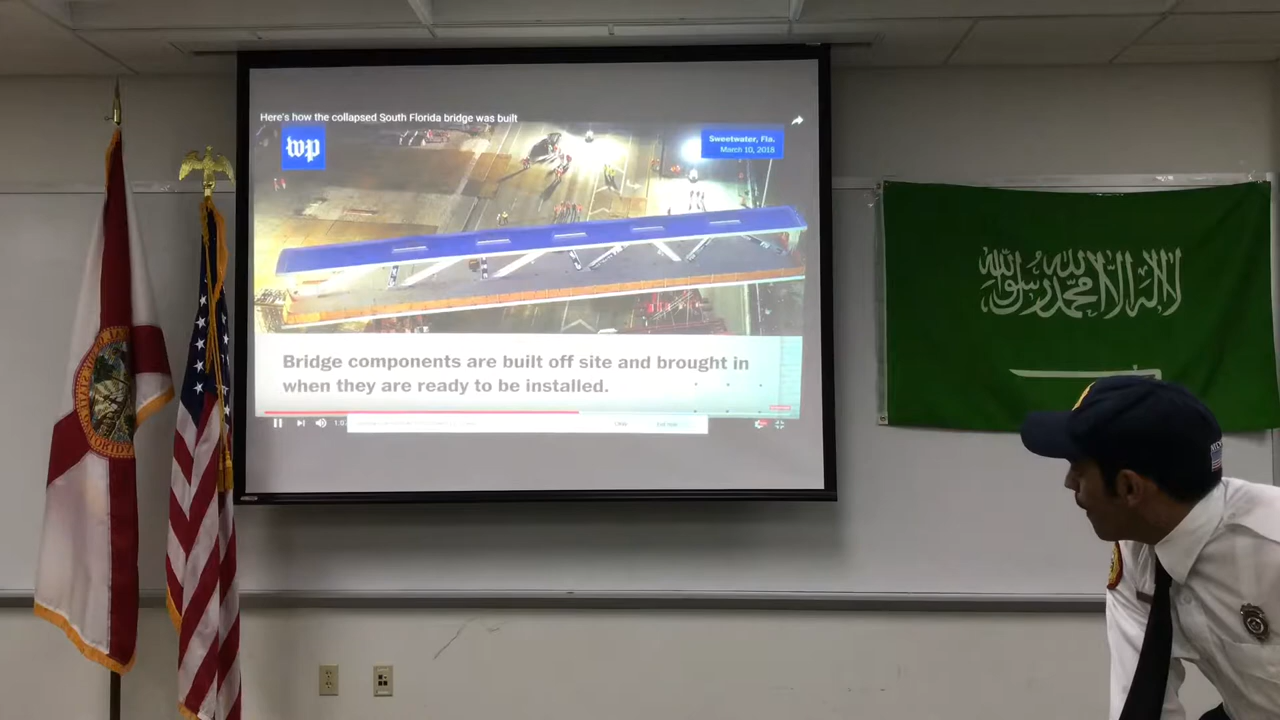 Here's how the collapsed South Florida bridge was built
wp
Sweetwater, Fla.
March 10, 2018
Bridge components are built off site and brought in
when they are ready to be installed.
لا إله إلا الله محمد رسول الله